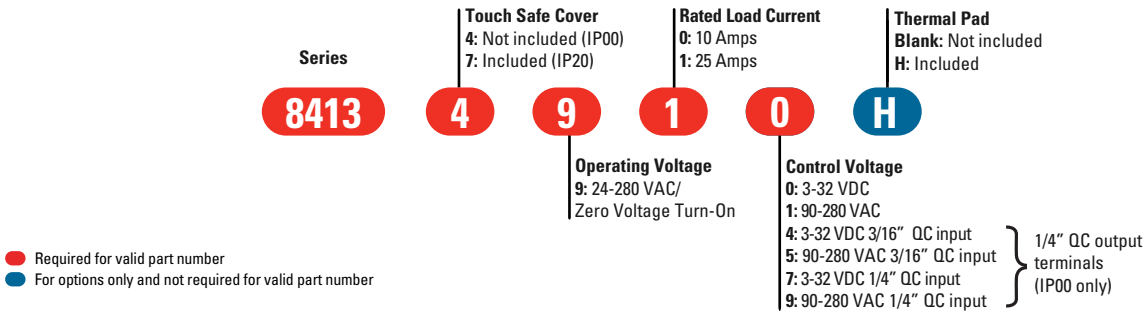 Touch Safe Cover
4: Not included (IP00)
7: Included (IP20)
Rated Load Current
0: 10 Amps
1: 25 Amps
Thermal Pad
Blank: Not included
H: Included
Series
8413
4
9
1
0
H
Operating Voltage
9: 24-280 VAC/
Zero Voltage Turn-On
Control Voltage
0: 3-32 VDC
1: 90-280 VAC
4: 3-32 VDC 3/16” QC input
5: 90-280 VAC 3/16” QC input
7: 3-32 VDC 1/4” QC input
9: 90-280 VAC 1/4” QC input
1/4” QC output
terminals
(IP00 only)
Required for valid part number
For options only and not required for valid part number